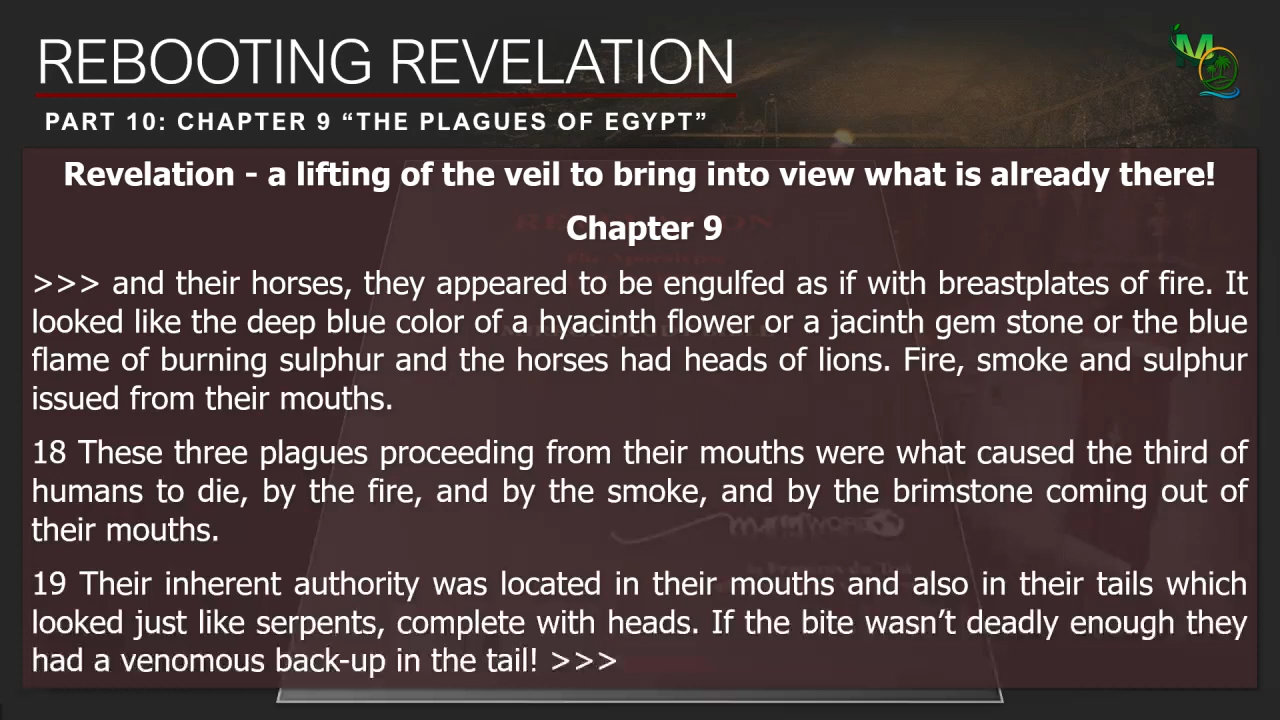 REBOOTING REVELATION
PART 10: CHAPTER 9 “THE PLAGUES OF EGYPT”
Revelation - a lifting of the veil to bring into view what is already there!
Chapter 9
>>> and their horses, they appeared to be engulfed as if with breastplates of fire. It
looked like the deep blue color of a hyacinth flower or a jacinth gem stone or the blue
flame of burning sulphur and the horses had heads of lions. Fire, smoke and sulphur
issued from their mouths.
18 These three plagues proceeding from their mouths were what caused the third of
humans to die, by the fire, and by the smoke, and by the brimstone coming out of
their mouths.
19 Their inherent authority was located in their mouths and also in their tails which
looked just like serpents, complete with heads. If the bite wasn’t deadly enough they
had a venomous back-up in the tail! >>>